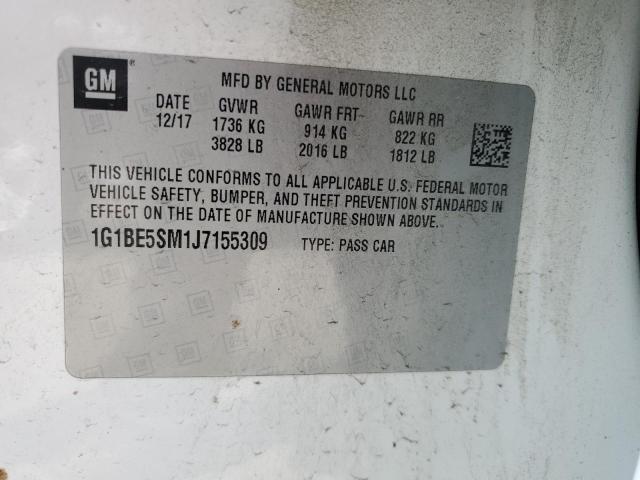 GM ®
MFD BY GENERAL MOTORS LLC
DATE GVWR GAWR FRT GAWR RR
12/17 1736 KG 914 KG 822 KG
3828 LB 2016 LB 1812 LB
THIS VEHICLE CONFORMS TO ALL APPLICABLE U.S. FEDERAL MOTOR
VEHICLE SAFETY, BUMPER, AND THEFT PREVENTION STANDARDS IN
EFFECT ON THE DATE OF MANUFACTURE SHOWN ABOVE.
1G1BE5SM1J7155309 TYPE: PASS CAR